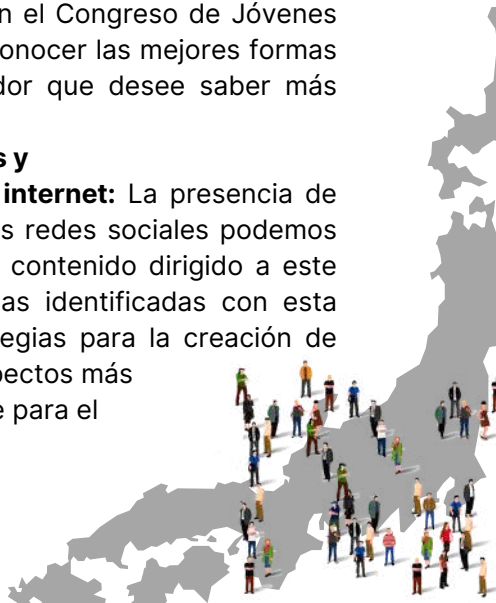 n el Congreso de Jóvenes
onocer las mejores formas
dor que desee saber más
s y
internet: La presencia de
s redes sociales podemos
contenido dirigido a este
as identificadas con esta
egias para la creación de
pectos más
e para el